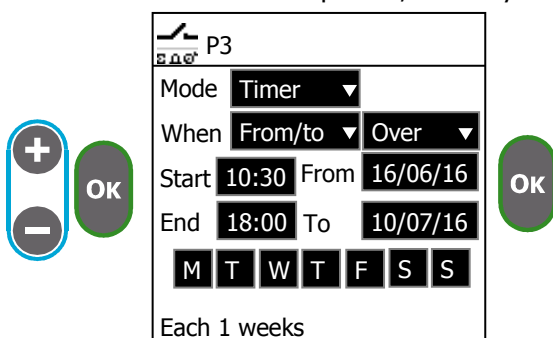 P3
Mode Timer
When From/to Over
+ OK Start 10:30 From 16/06/16 OK
- End 18:00 To 10/07/16
M T W T F S S
Each 1 weeks